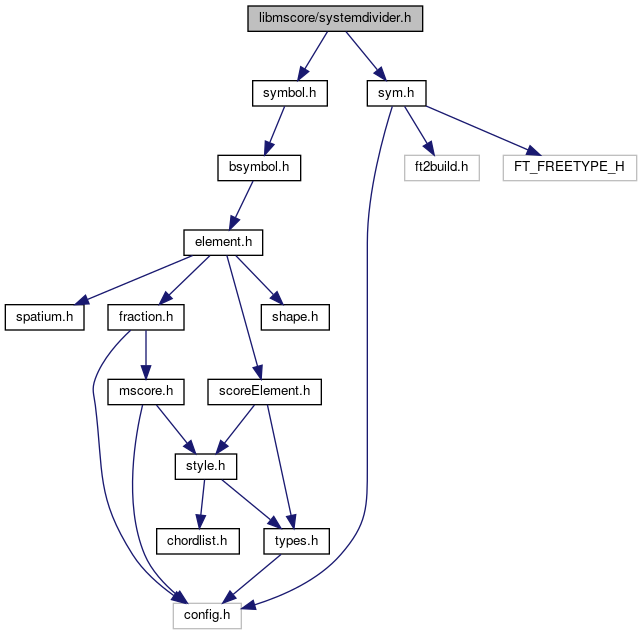 libmscore/systemdivider.h
symbol.h
sym.h
bsymbol.h
ft2build.h
FT_FREETYPE_H
element.h
spatium.h
fraction.h
shape.h
mscore.h
scoreElement.h
style.h
chordlist.h
types.h
config.h